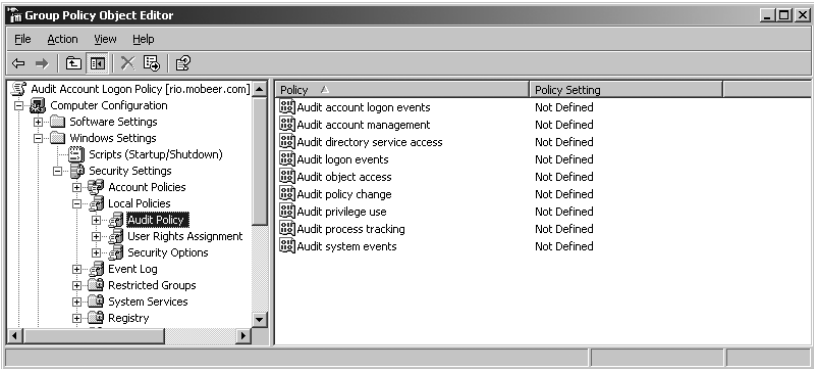 Group Policy Object Editor
File Action View Help
Audit Account Logon Policy [rio.mobeer.com]
Computer Configuration
Software Settings
Windows Settings
Scripts (Startup/Shutdown)
Security Settings
Account Policies
Local Policies
Audit Policy
User Rights Assignment
Security Options
Event Log
Restricted Groups
System Services
Registry
Policy Policy Setting
Audit account logon events Not Defined
Audit account management Not Defined
Audit directory service access Not Defined
Audit logon events Not Defined
Audit object access Not Defined
Audit policy change Not Defined
Audit privilege use Not Defined
Audit process tracking Not Defined
Audit system events Not Defined